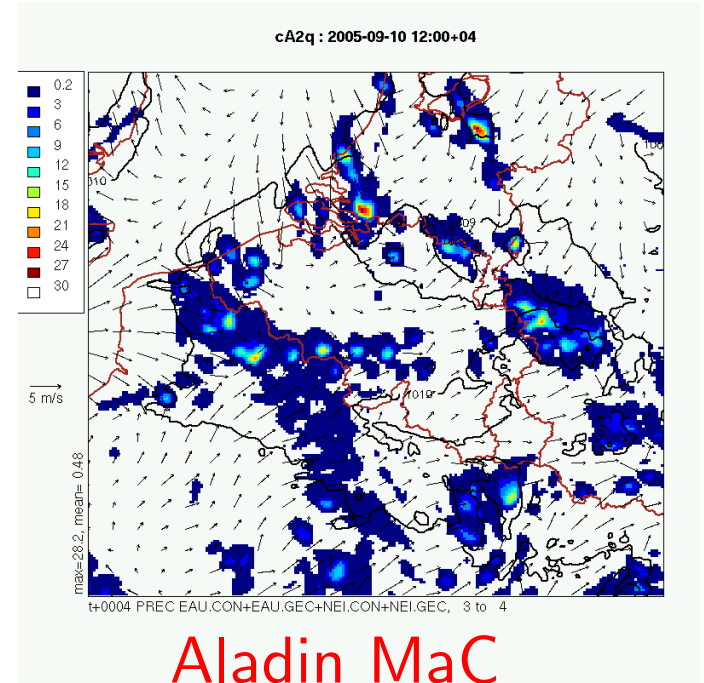 cA2q : 2005-09-10 12:00+04
0.2
3
6
9
12
15
18
21
24
27
30
5 m/s
max=28.2, mean= 0.48
1010
t+0004 PREC EAU.CON+EAU.GEC+NEI.CON+NEI.GEC, 3 to 4
Aladin MaC